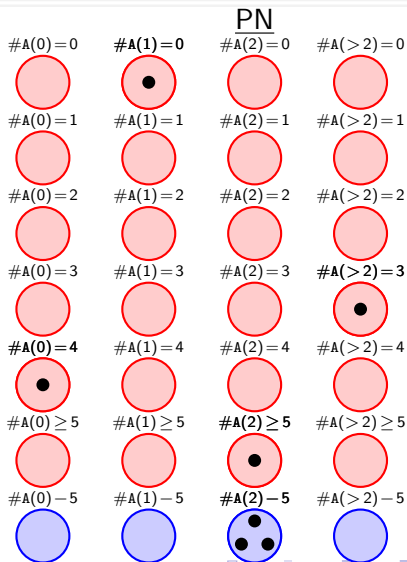 PN
#A(0)=0 #A(1)=0 #A(2)=0 #A(>2)=0
#A(0)=1 #A(1)=1 #A(2)=1 #A(>2)=1
#A(0)=2 #A(1)=2 #A(2)=2 #A(>2)=2
#A(0)=3 #A(1)=3 #A(2)=3 #A(>2)=3
#A(0)=4 #A(1)=4 #A(2)=4 #A(>2)=4
#A(0)≥5 #A(1)≥5 #A(2)≥5 #A(>2)≥5
#A(0)−5 #A(1)−5 #A(2)−5 #A(>2)−5